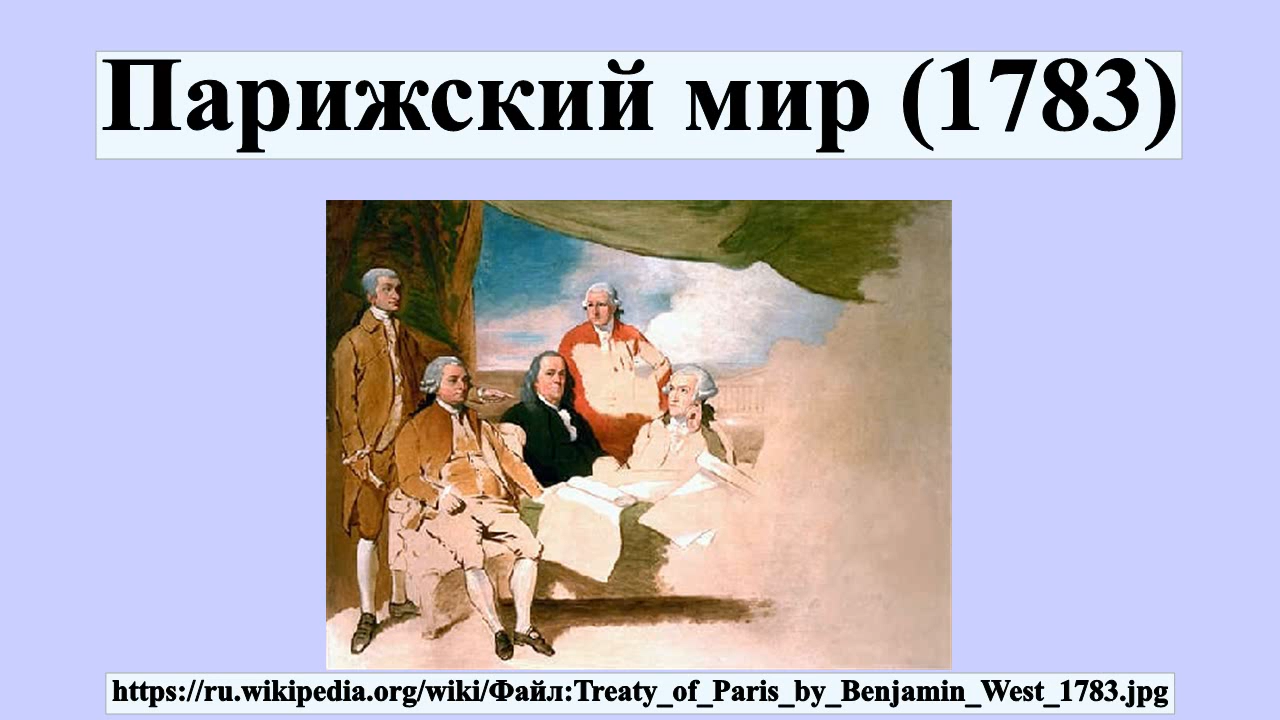 Парижский мир (1783)
https://ru.wikipedia.org/wiki/Файл:Treaty_of_Paris_by_Benjamin_West_1783.jpg